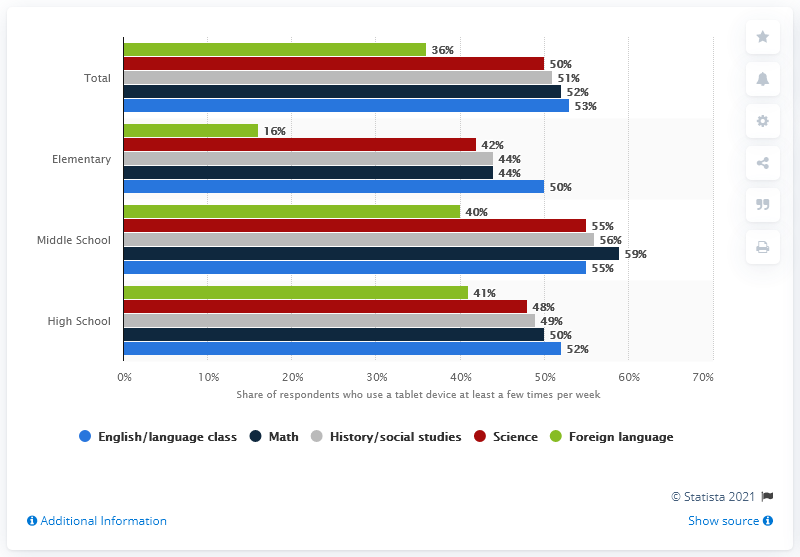 Total
36%
50%
51%
52%
53%
Elementary
16%
42%
44%
44%
50%
Middle School
40%
55%
56%
59%
55%
High School
41%
48%
49%
50%
52%
0% 10% 20% 30% 40% 50% 60% 70%
Share of respondents who use a tablet device at least a few times per week
English/language class Math History/social studies Science Foreign language
© Statista 2021
Additional Information Show source